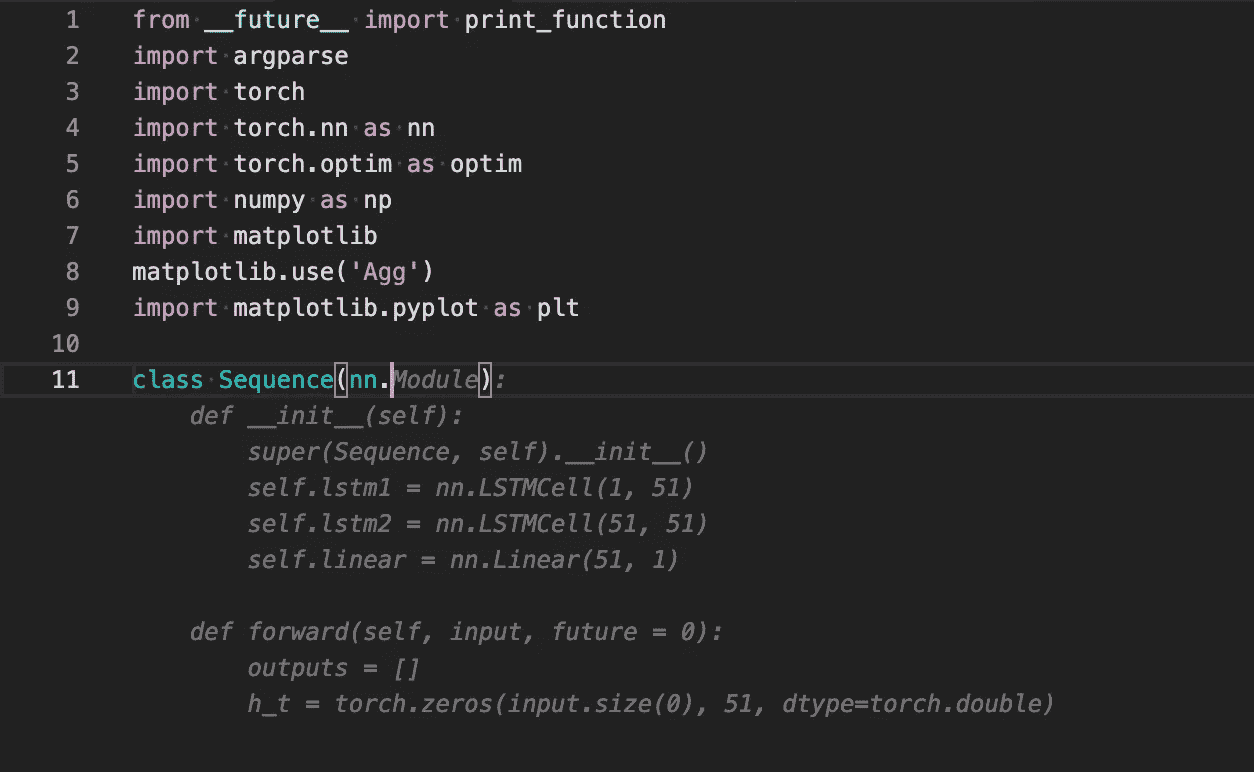 1 from __future__ import print_function
2 import argparse
3 import torch
4 import torch.nn as nn
5 import torch.optim as optim
6 import numpy as np
7 import matplotlib
8 matplotlib.use('Agg')
9 import matplotlib.pyplot as plt
10
11 class Sequence(nn.Module):
def __init__(self):
super(Sequence, self).__init__()
self.lstm1 = nn.LSTMCell(1, 51)
self.lstm2 = nn.LSTMCell(51, 51)
self.linear = nn.Linear(51, 1)
def forward(self, input, future = 0):
outputs = []
h_t = torch.zeros(input.size(0), 51, dtype=torch.double)